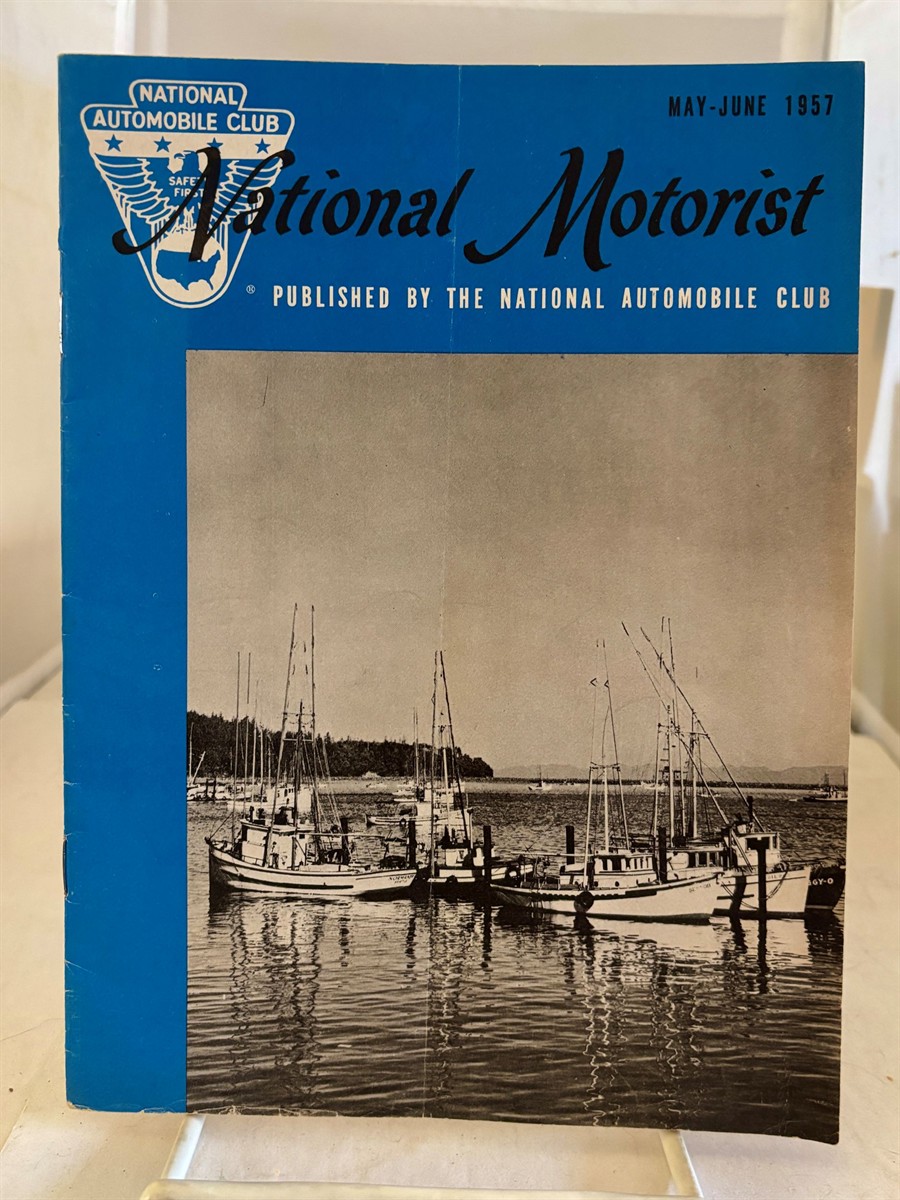 NATIONAL
AUTOMOBILE CLUB
SAFETY
FIRST
MAY-JUNE 1957
National Motorist
® PUBLISHED BY THE NATIONAL AUTOMOBILE CLUB